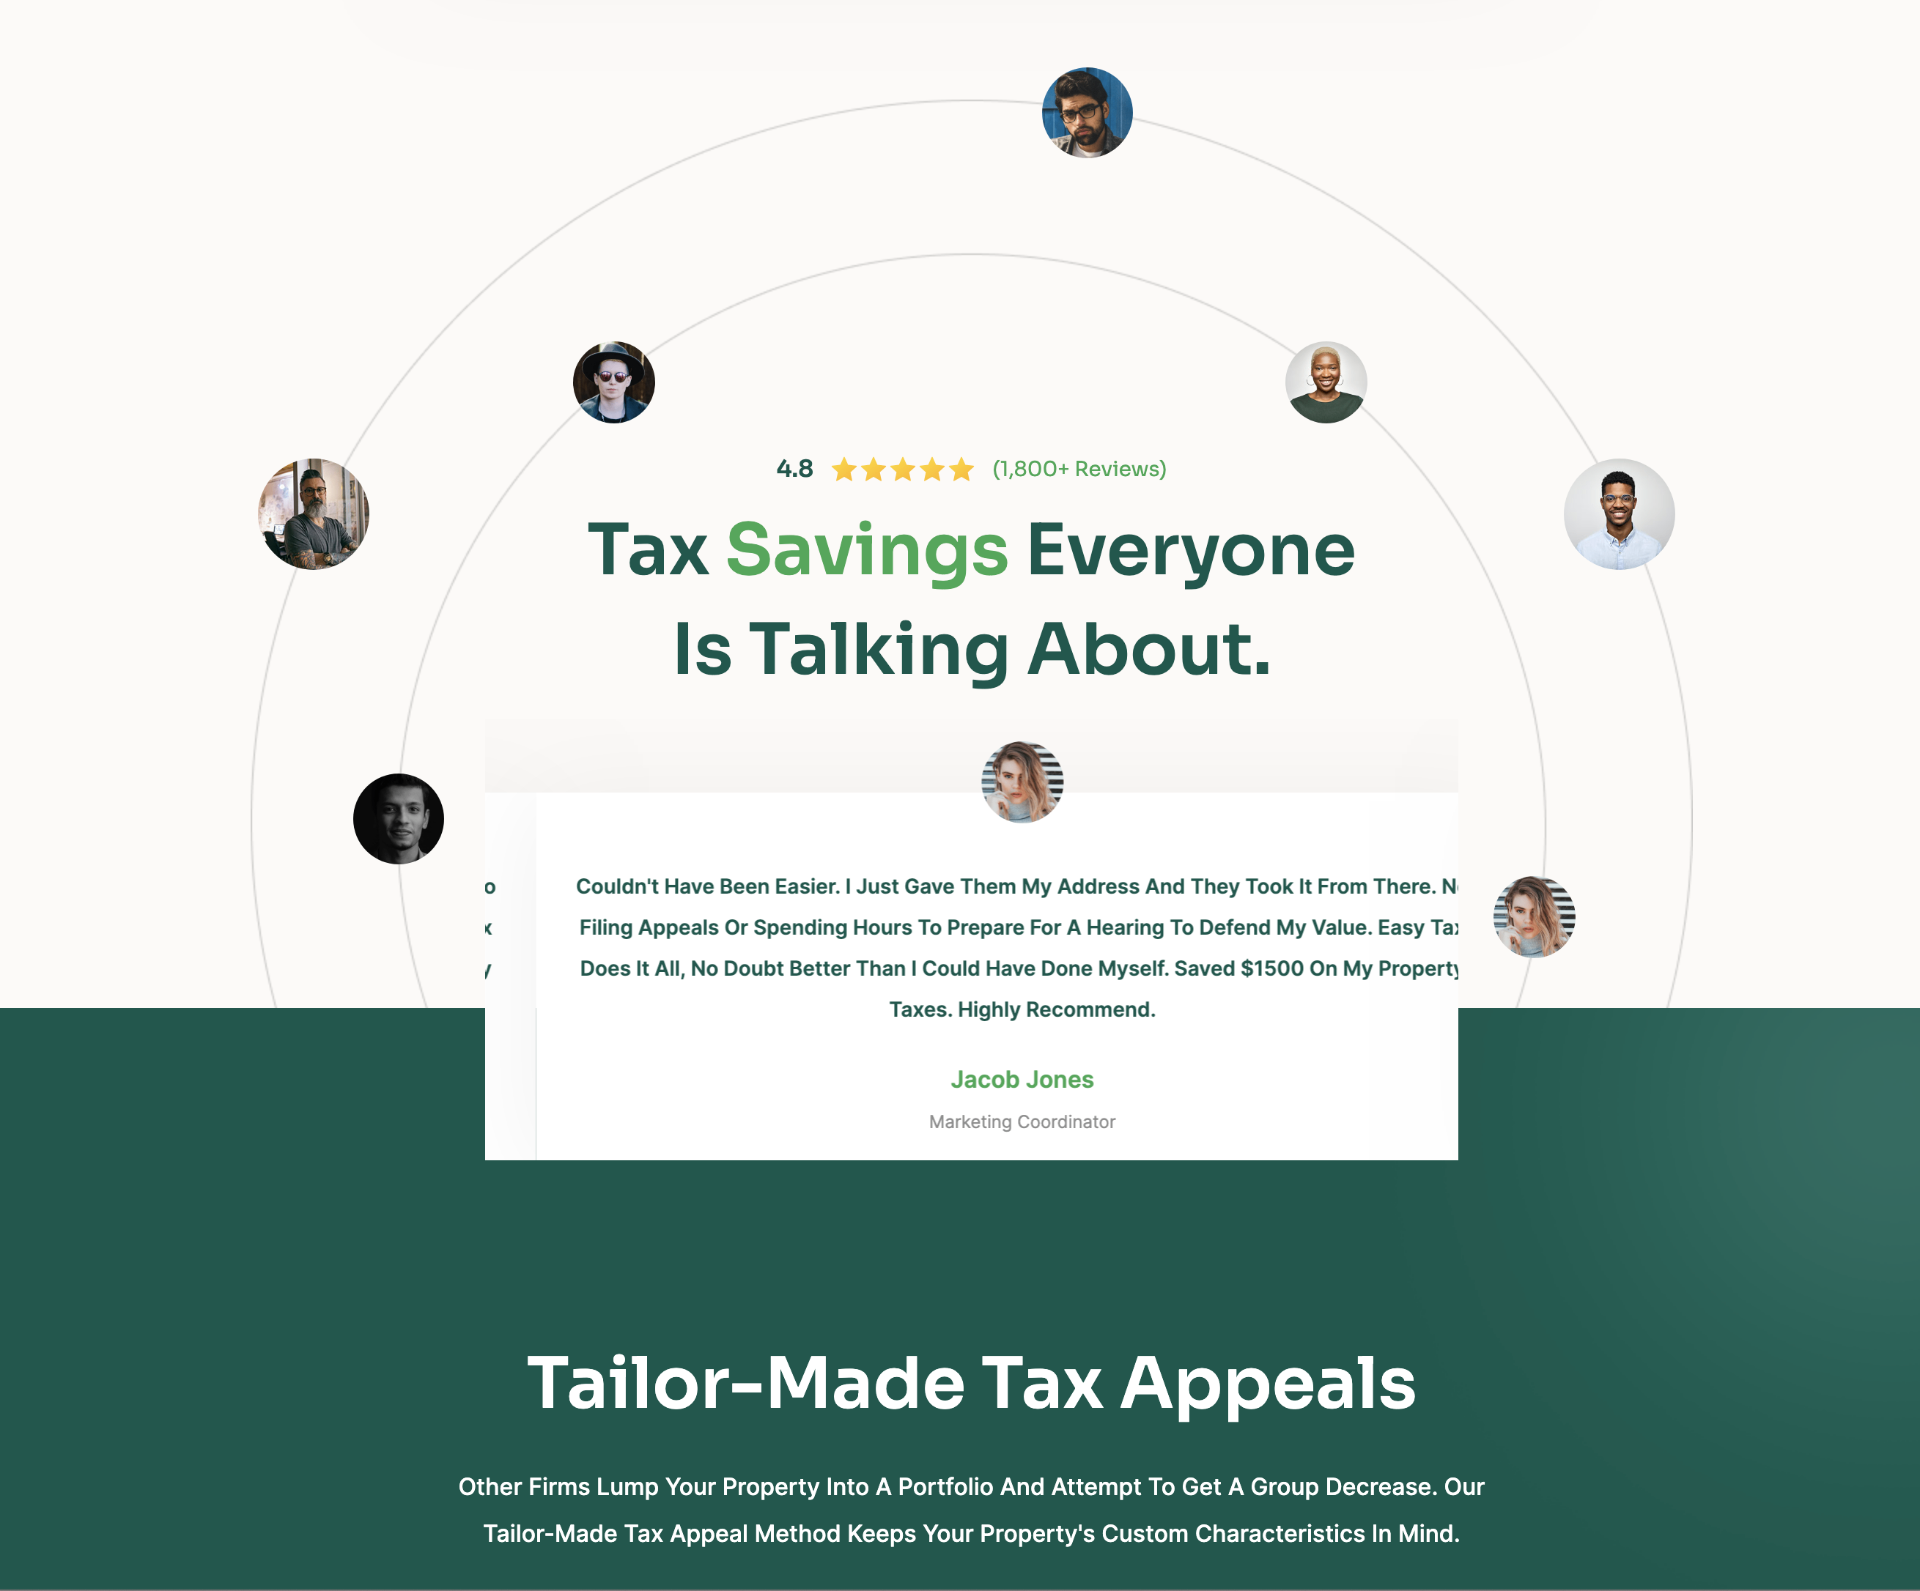 4.8 (1,800+ Reviews)
Tax Savings Everyone
Is Talking About.
o
x
y
Couldn't Have Been Easier. I Just Gave Them My Address And They Took It From There.
Filing Appeals Or Spending Hours To Prepare For A Hearing To Defend My Value. Easy Tax
Does It All, No Doubt Better Than I Could Have Done Myself. Saved $1500 On My Property
Taxes. Highly Recommend.
Jacob Jones
Marketing Coordinator
Tailor-Made Tax Appeals
Other Firms Lump Your Property Into A Portfolio And Attempt To Get A Group Decrease. Our
Tailor-Made Tax Appeal Method Keeps Your Property's Custom Characteristics In Mind.